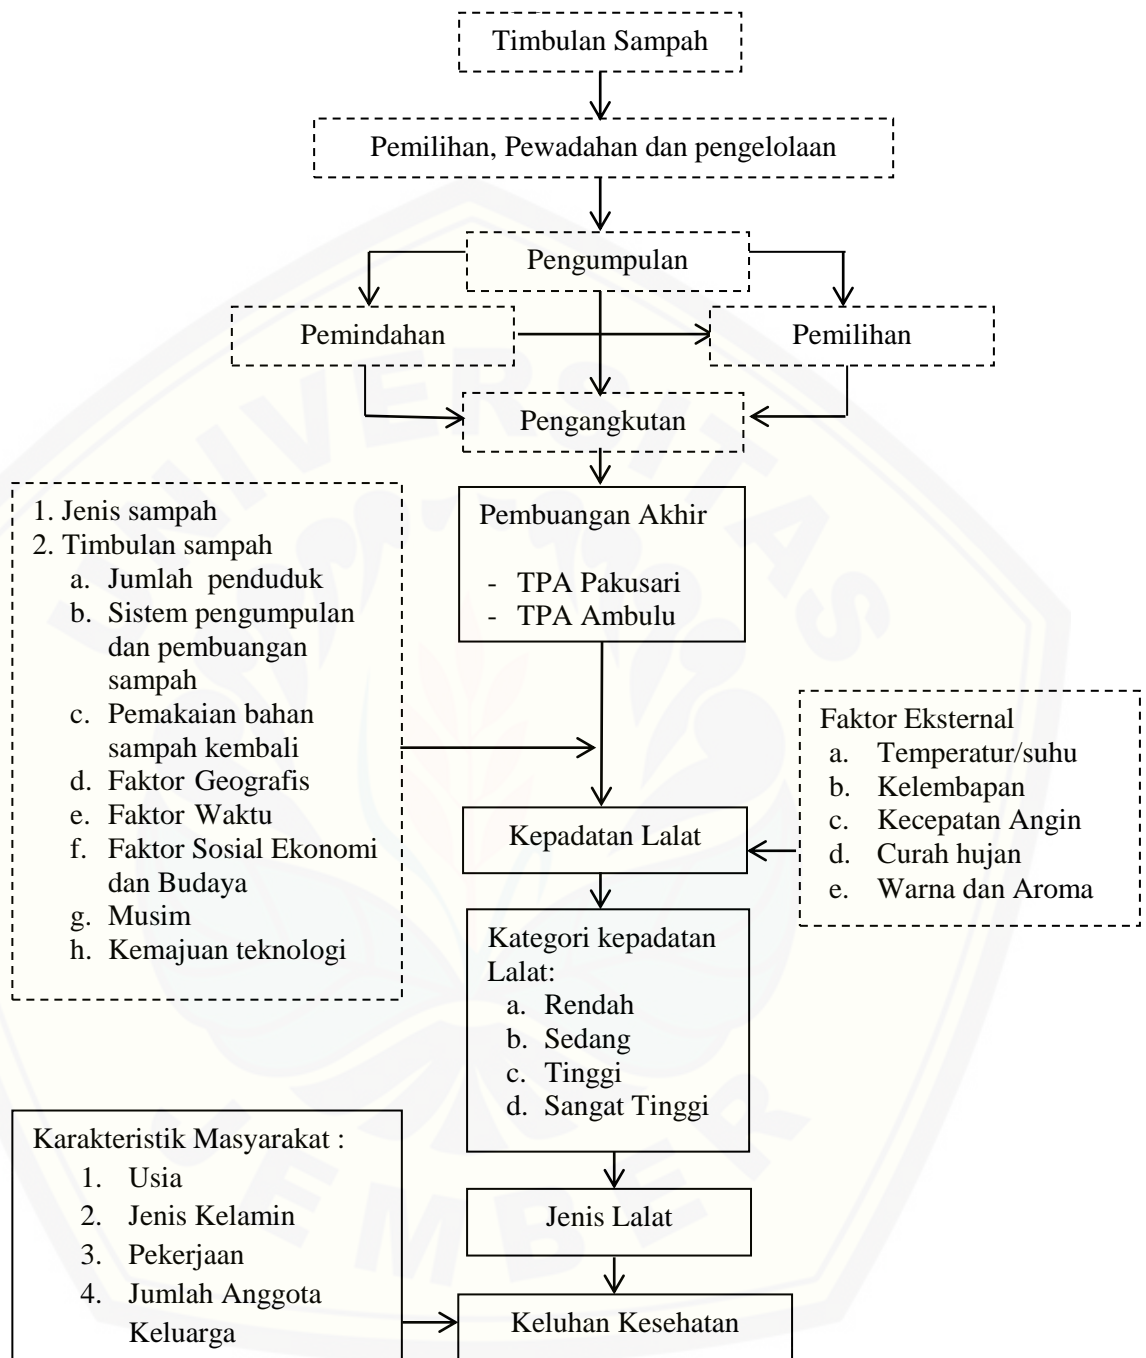 Timbulan Sampah
Pemilihan, Pewadahan dan pengelolaan
Pengumpulan
Pemindahan
Pemilihan
Pengangkutan
1. Jenis sampah
2. Timbulan sampah
a. Jumlah penduduk
b. Sistem pengumpulan
dan pembuangan
sampah
c. Pemakaian bahan
sampah kembali
d. Faktor Geografis
e. Faktor Waktu
f. Faktor Sosial Ekonomi
dan Budaya
g. Musim
h. Kemajuan teknologi
Pembuangan Akhir
- TPA Pakusari
- TPA Ambulu
Faktor Eksternal
a. Temperatur/suhu
b. Kelembapan
c. Kecepatan Angin
d. Curah hujan
e. Warna dan Aroma
Kepadatan Lalat
Kategori kepadatan
Lalat:
a. Rendah
b. Sedang
c. Tinggi
d. Sangat Tinggi
Karakteristik Masyarakat :
1. Usia
2. Jenis Kelamin
3. Pekerjaan
4. Jumlah Anggota
Keluarga
Jenis Lalat
Keluhan Kesehatan
UNIVERSITAS
JEMBER